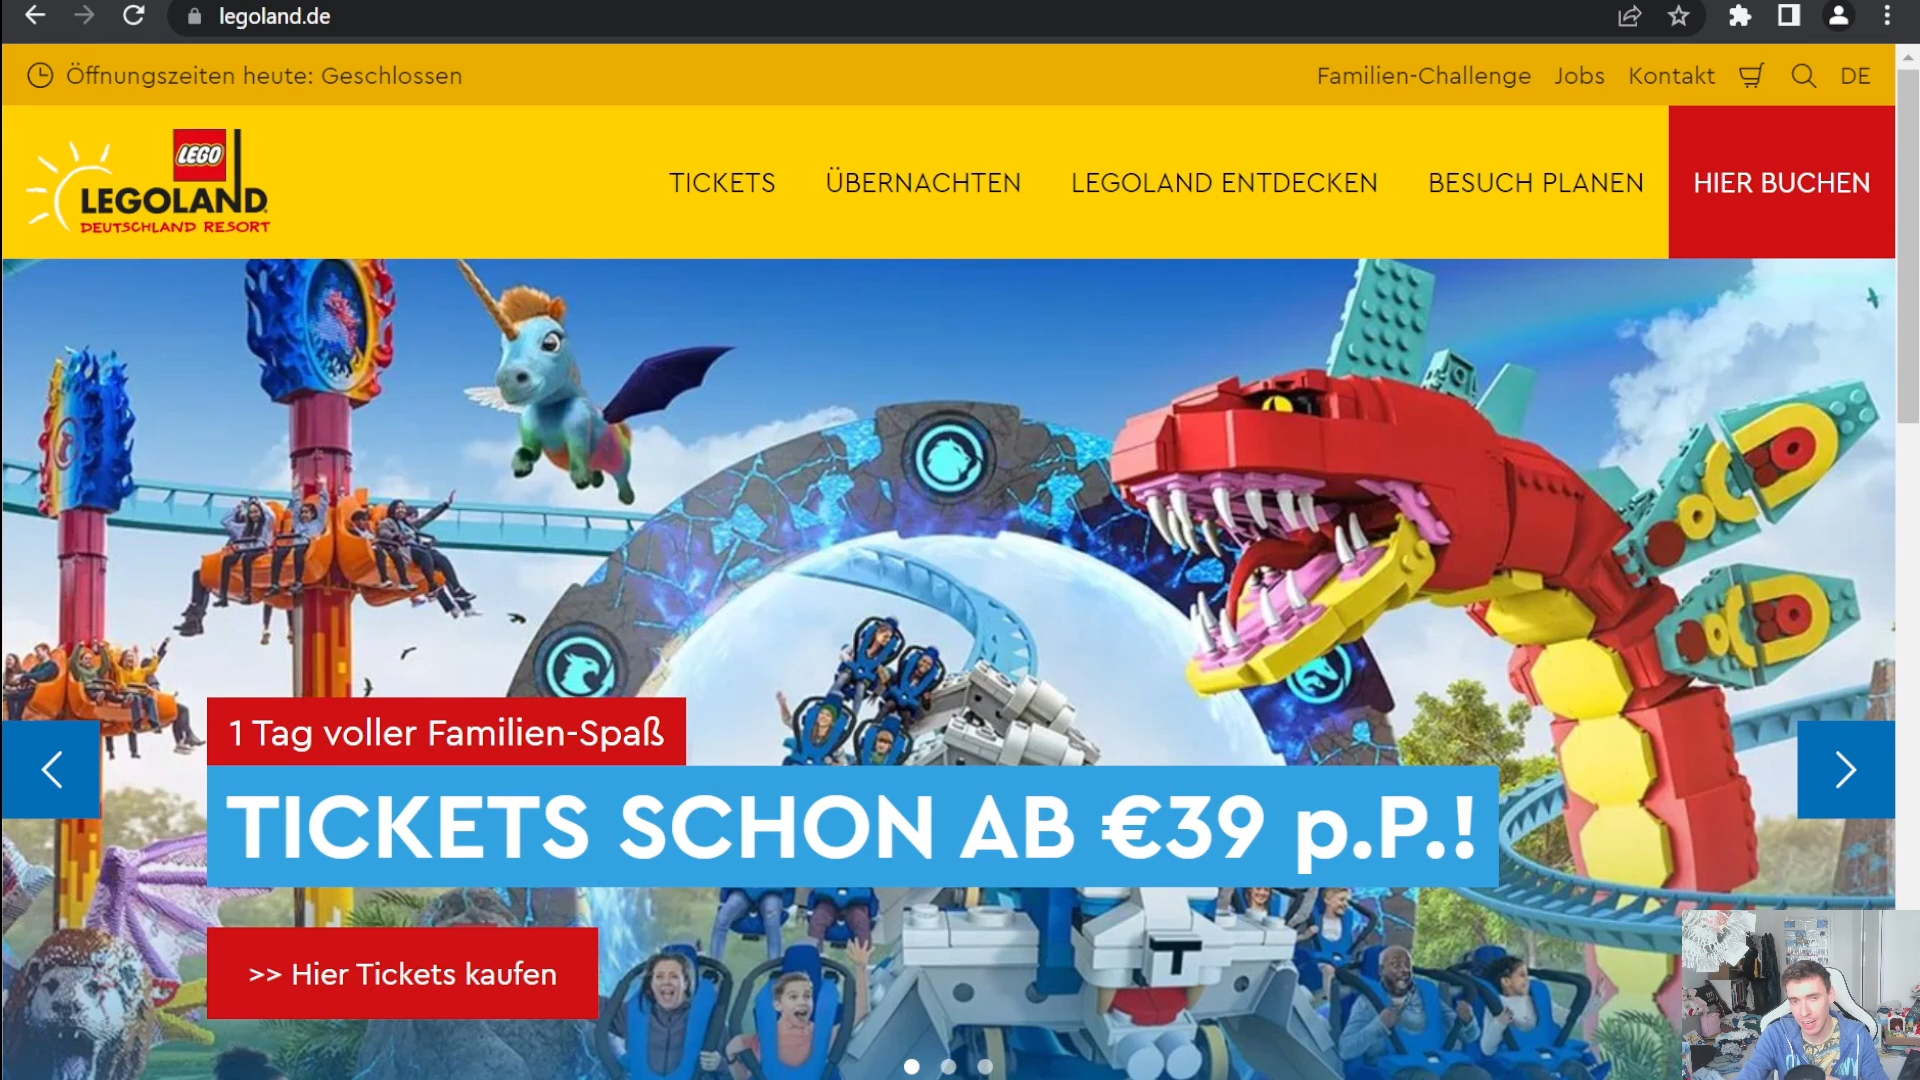 legoland.de
Öffnungszeiten heute: Geschlossen
Familien-Challenge Jobs Kontakt DE
LEGO
LEGOLAND
DEUTSCHLAND RESORT
TICKETS ÜBERNACHTEN LEGOLAND ENTDECKEN BESUCH PLANEN HIER BUCHEN
1 Tag voller Familien-Spaß
TICKETS SCHON AB €39 p.P.!
>> Hier Tickets kaufen